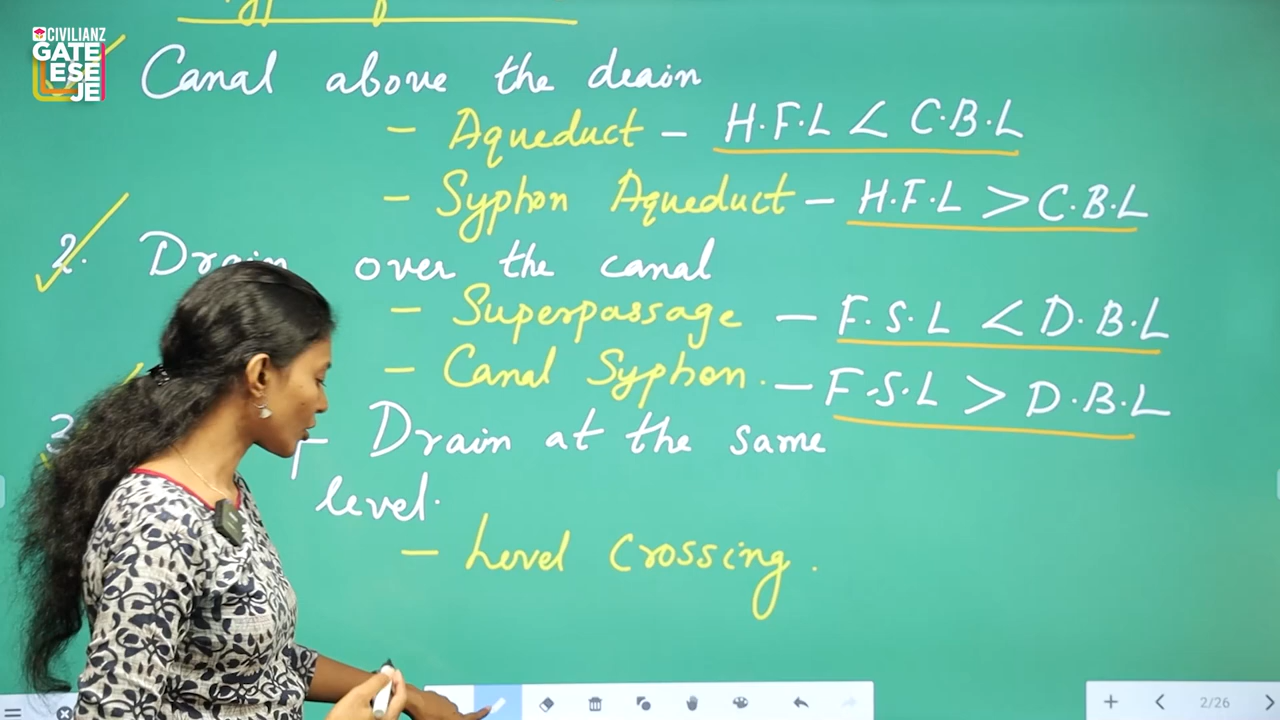 CIVILIANZ
GATE
ESE
JE
Canal above the drain
- Aqueduct - H.F.L < C.B.L
- Syphon Aqueduct - H.F.L > C.B.L
2. Drain over the canal
- Superpassage - F.S.L < D.B.L
- Canal Syphon. - F.S.L > D.B.L
3 Drain at the same
level.
- Level Crossing.
2/26